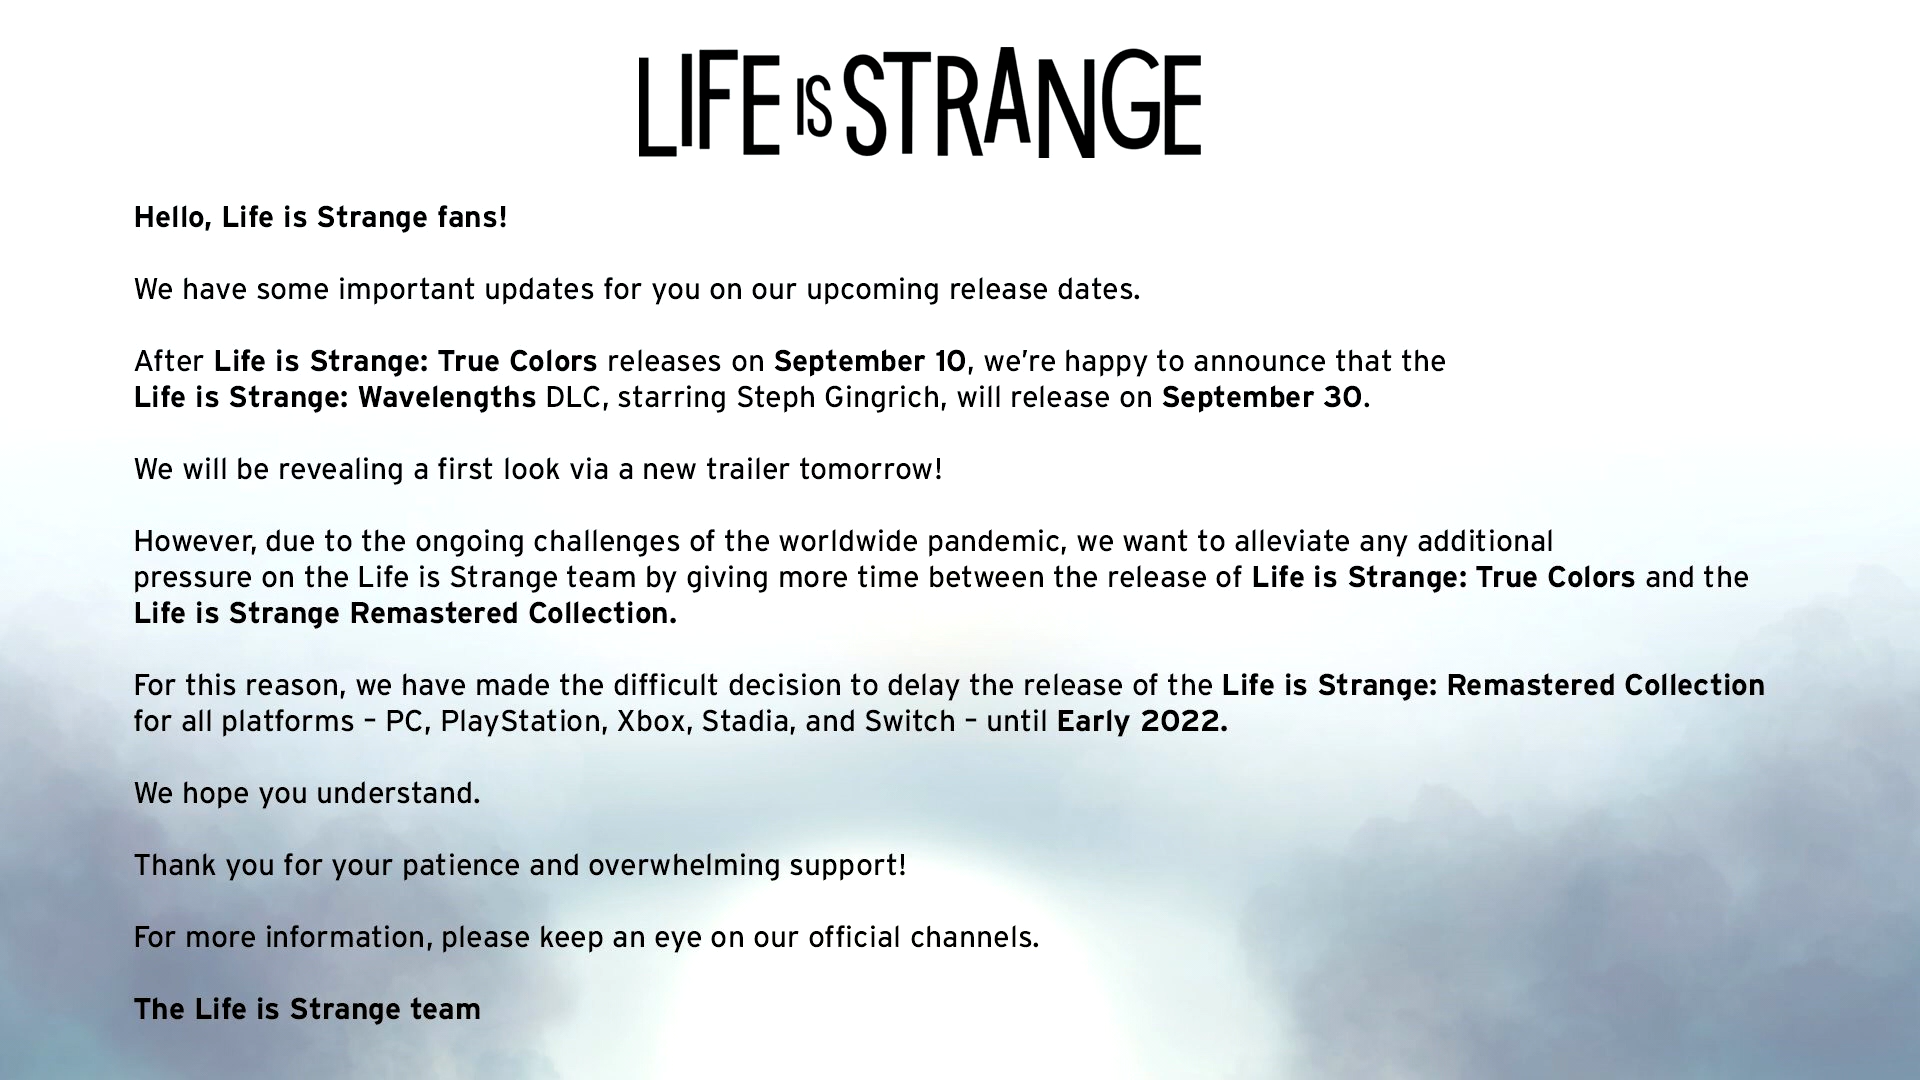 LIFE IS STRANGE
Hello, Life is Strange fans!
We have some important updates for you on our upcoming release dates.
After Life is Strange: True Colors releases on September 10, we’re happy to announce that the
Life is Strange: Wavelengths DLC, starring Steph Gingrich, will release on September 30.
We will be revealing a first look via a new trailer tomorrow!
However, due to the ongoing challenges of the worldwide pandemic, we want to alleviate any additional
pressure on the Life is Strange team by giving more time between the release of Life is Strange: True Colors and the
Life is Strange Remastered Collection.
For this reason, we have made the difficult decision to delay the release of the Life is Strange: Remastered Collection
for all platforms – PC, PlayStation, Xbox, Stadia, and Switch – until Early 2022.
We hope you understand.
Thank you for your patience and overwhelming support!
For more information, please keep an eye on our official channels.
The Life is Strange team